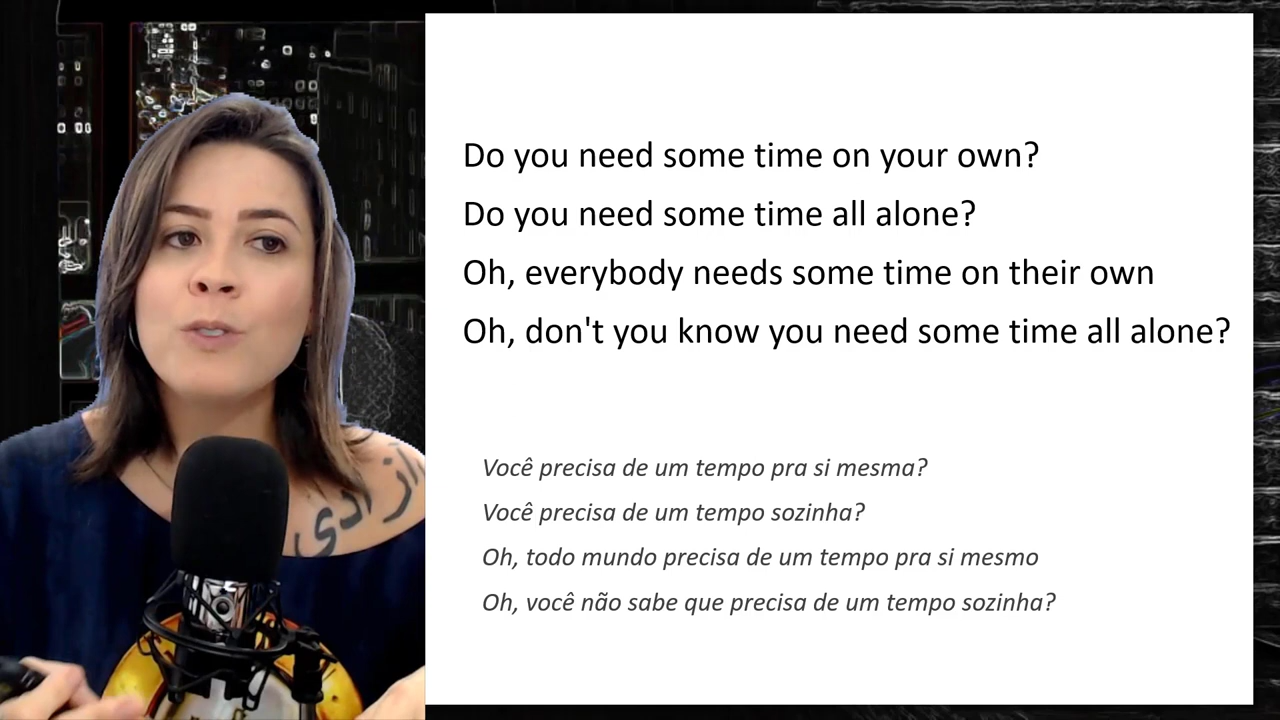 Do you need some time on your own?
Do you need some time all alone?
Oh, everybody needs some time on their own
Oh, don't you know you need some time all alone?
Você precisa de um tempo pra si mesma?
Você precisa de um tempo sozinha?
Oh, todo mundo precisa de um tempo pra si mesmo
Oh, você não sabe que precisa de um tempo sozinha?
آزادی